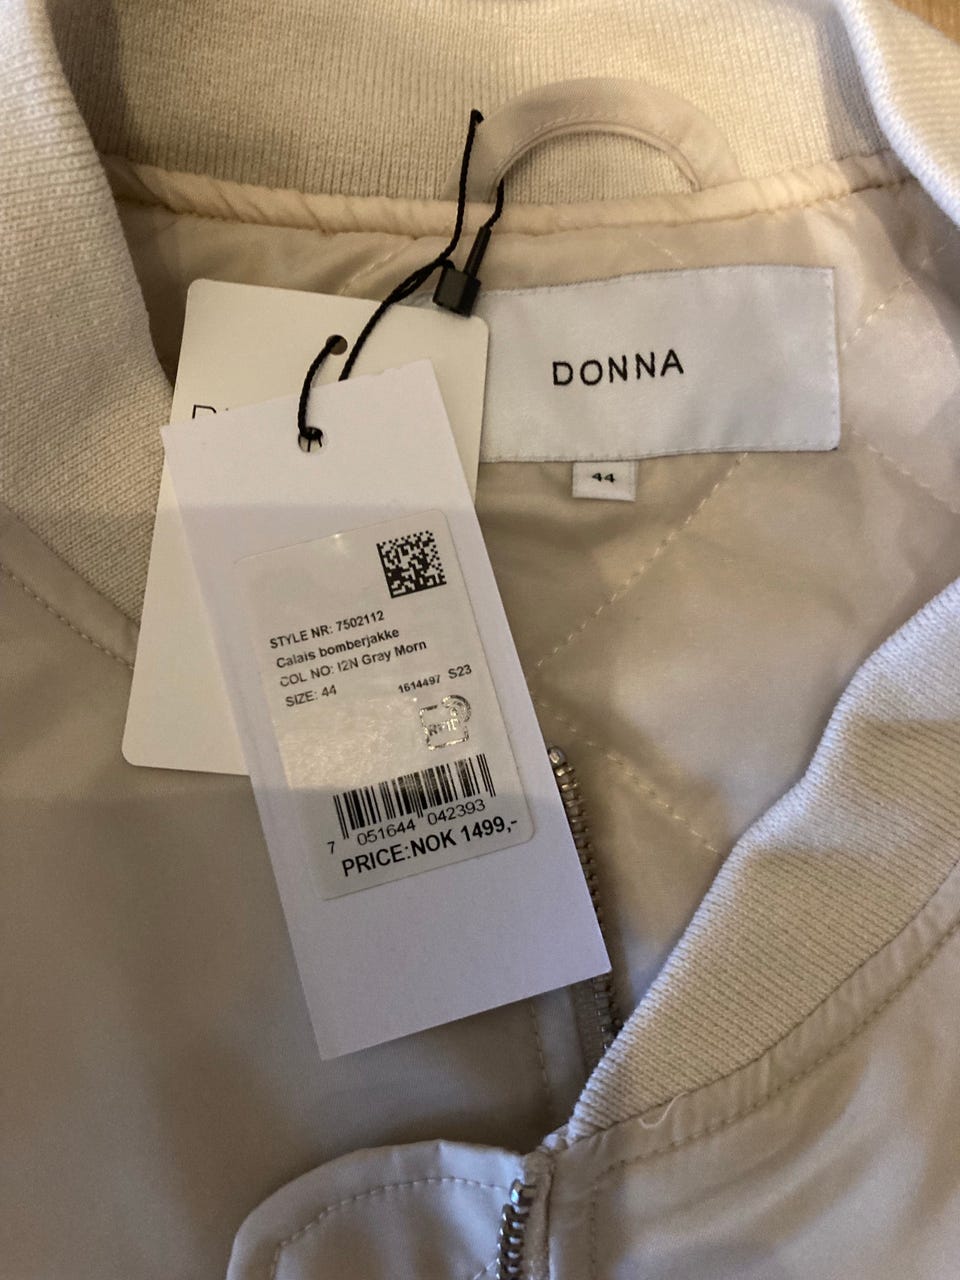 DONNA
44
STYLE NR: 7502112
Calais bomberjakke
COL NO: I2N Gray Morn
SIZE: 44
1614497 S23
RFID
7 051644 042393
PRICE:NOK 1499,-